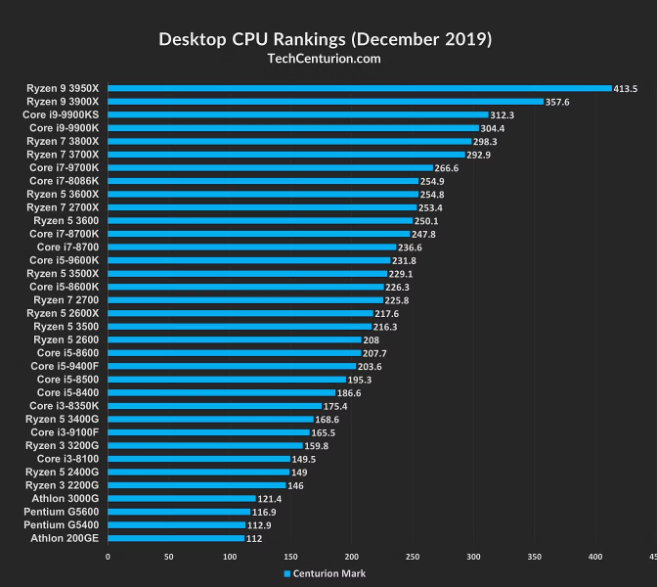 Desktop CPU Rankings (December 2019)
TechCenturion.com
Ryzen 9 3950X 413.5
Ryzen 9 3900X 357.6
Core i9-9900KS 312.3
Core i9-9900K 304.4
Ryzen 7 3800X 298.3
Ryzen 7 3700X 292.9
Core i7-9700K 266.6
Core i7-8086K 254.9
Ryzen 5 3600X 254.8
Ryzen 7 2700X 253.4
Ryzen 5 3600 250.1
Core i7-8700K 247.8
Core i7-8700 236.6
Core i5-9600K 231.8
Ryzen 5 3500X 229.1
Core i5-8600K 226.3
Ryzen 7 2700 225.8
Ryzen 5 2600X 217.6
Ryzen 5 3500 216.3
Ryzen 5 2600 208
Core i5-8600 207.7
Core i5-9400F 203.6
Core i5-8500 195.3
Core i5-8400 186.6
Core i3-8350K 175.4
Ryzen 5 3400G 168.6
Core i3-9100F 165.5
Ryzen 3 3200G 159.8
Core i3-8100 149.5
Ryzen 5 2400G 149
Ryzen 3 2200G 146
Athlon 3000G 121.4
Pentium G5600 116.9
Pentium G5400 112.9
Athlon 200GE 112
0 50 100 150 200 250 300 350 400
Centurion Mark